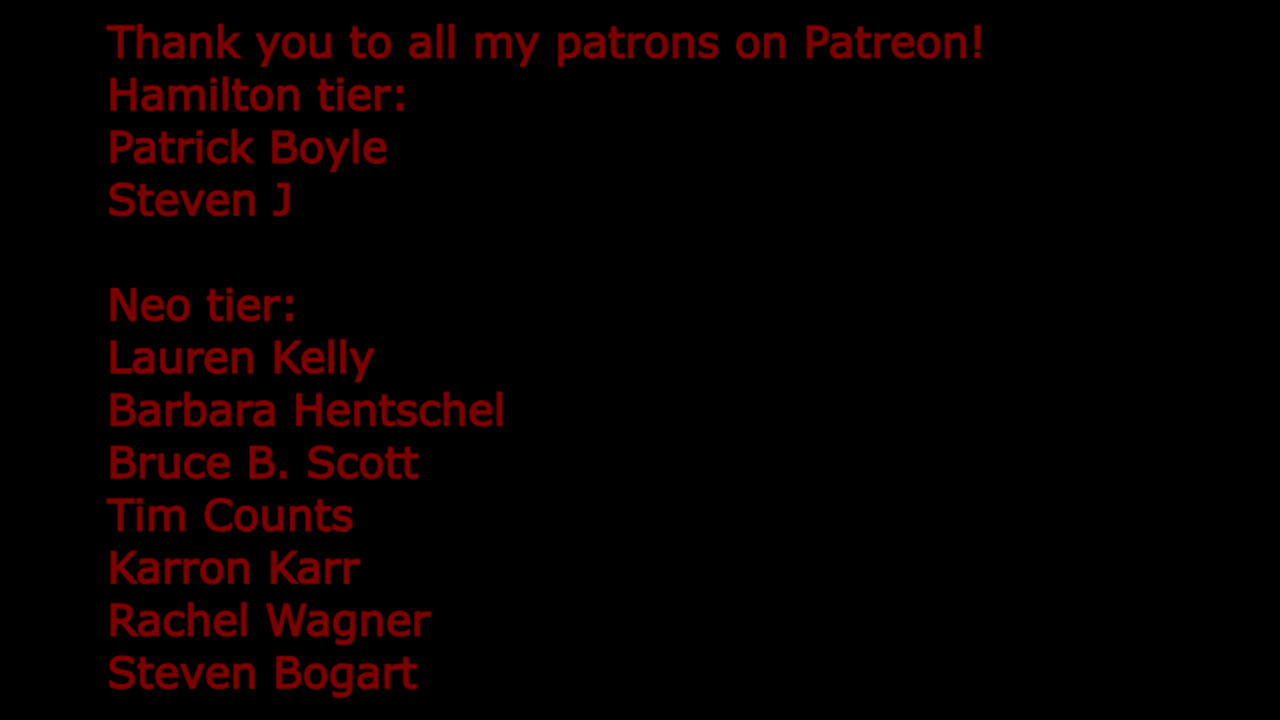 Thank you to all my patrons on Patreon!
Hamilton tier:
Patrick Boyle
Steven J
Neo tier:
Lauren Kelly
Barbara Hentschel
Bruce B. Scott
Tim Counts
Karron Karr
Rachel Wagner
Steven Bogart